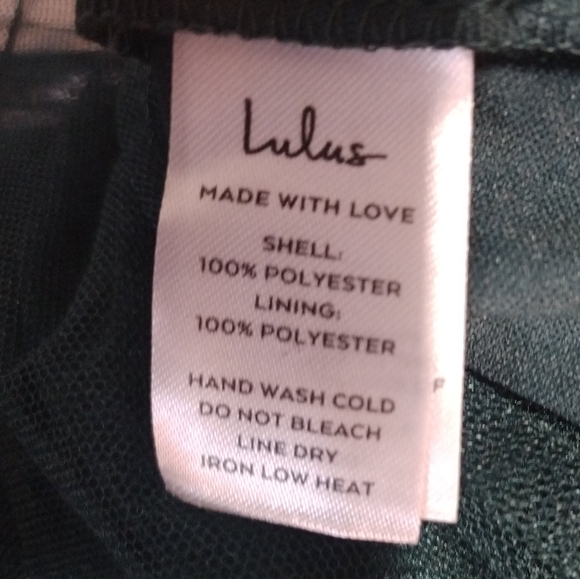 Lulus
MADE WITH LOVE
SHELL:
100% POLYESTER
LINING:
100% POLYESTER
HAND WASH COLD
DO NOT BLEACH
LINE DRY
IRON LOW HEAT